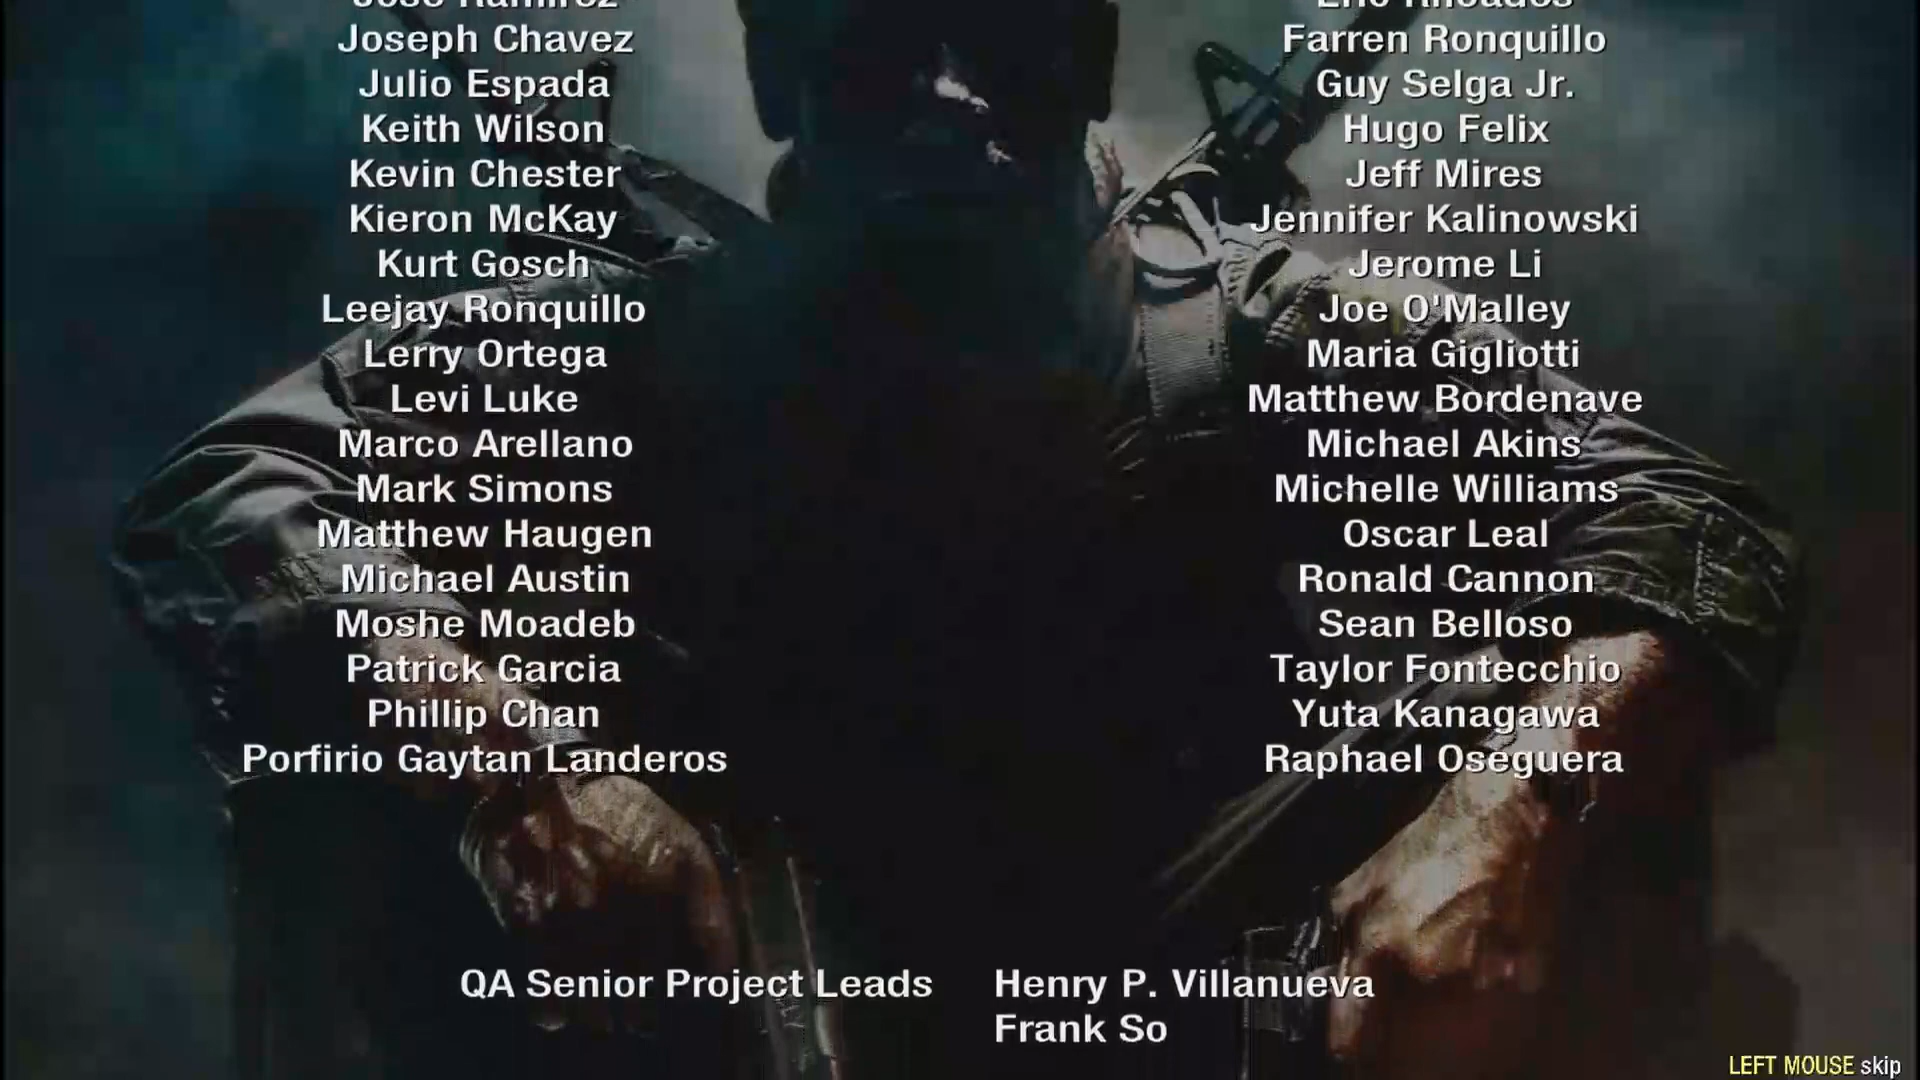 Jose Ramirez
Joseph Chavez
Julio Espada
Keith Wilson
Kevin Chester
Kieron McKay
Kurt Gosch
Leejay Ronquillo
Lerry Ortega
Levi Luke
Marco Arellano
Mark Simons
Matthew Haugen
Michael Austin
Moshe Moadeb
Patrick Garcia
Phillip Chan
Porfirio Gaytan Landeros
Eric Rhoades
Farren Ronquillo
Guy Selga Jr.
Hugo Felix
Jeff Mires
Jennifer Kalinowski
Jerome Li
Joe O'Malley
Maria Gigliotti
Matthew Bordenave
Michael Akins
Michelle Williams
Oscar Leal
Ronald Cannon
Sean Belloso
Taylor Fontecchio
Yuta Kanagawa
Raphael Oseguera
QA Senior Project Leads Henry P. Villanueva
Frank So
LEFT MOUSE skip